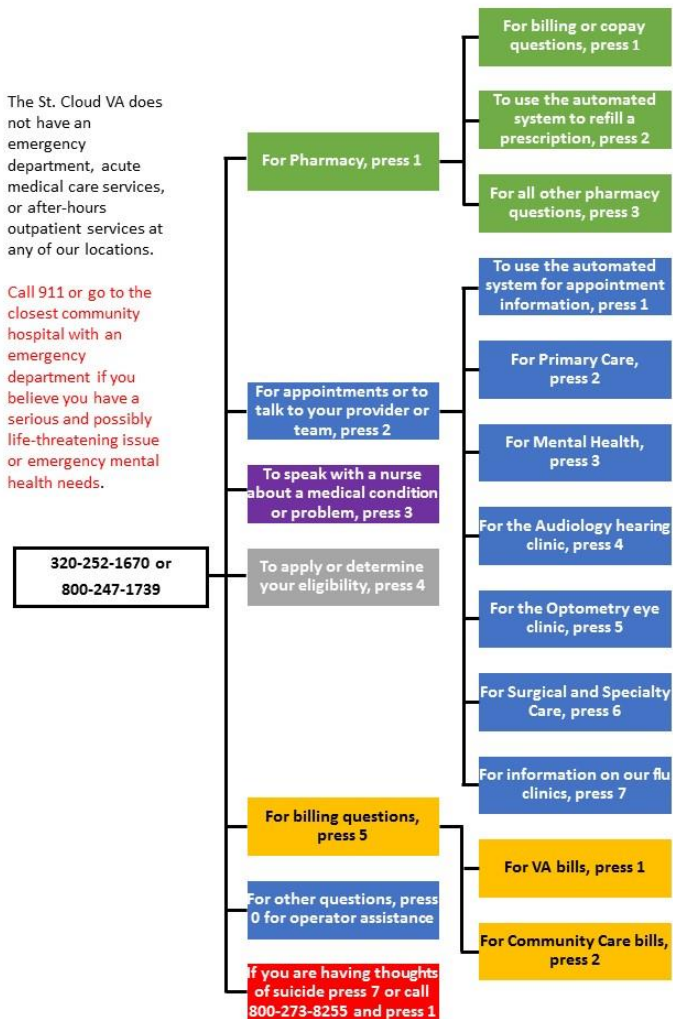 The St. Cloud VA does
not have an
emergency
department, acute
medical care services,
or after-hours
outpatient services at
any of our locations.
Call 911 or go to the
closest community
hospital with an
emergency
department if you
believe you have a
serious and possibly
life-threatening issue
or emergency mental
health needs.
320-252-1670 or
800-247-1739
For Pharmacy, press 1
For billing or copay
questions, press 1
To use the automated
system to refill a
prescription, press 2
For all other pharmacy
questions, press 3
For appointments or to
talk to your provider or
team, press 2
To use the automated
system for appointment
information, press 1
For Primary Care,
press 2
For Mental Health,
press 3
For the Audiology hearing
clinic, press 4
For the Optometry eye
clinic, press 5
For Surgical and Specialty
Care, press 6
For information on our flu
clinics, press 7
To speak with a nurse
about a medical condition
or problem, press 3
To apply or determine
your eligibility, press 4
For billing questions,
press 5
For VA bills, press 1
For Community Care bills,
press 2
For other questions, press
0 for operator assistance
If you are having thoughts
of suicide press 7 or call
800-273-8255 and press 1